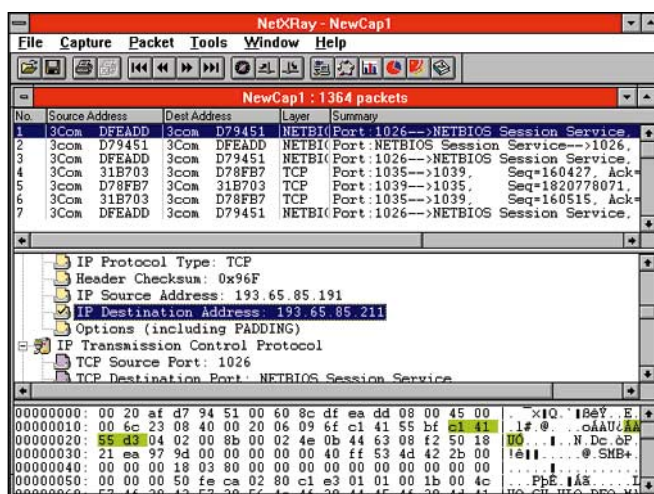 NetXRay - NewCap1
File Capture Packet Tools Window Help
NewCap1 : 1364 packets
No. Source Address Dest Address Layer Summary
1 3Com DFEADD 3com D79451 NETBI( Port:1026-->NETBIOS Session Service,
2 3com D79451 3Com DFEADD NETBI( Port:NETBIOS Session Service-->1026,
3 3Com DFEADD 3com D79451 NETBI( Port:1026-->NETBIOS Session Service,
4 3Com 31B703 3com D78FB7 TCP Port:1035-->1039, Seq=160427, Ack=
5 3com D78FB7 3Com 31B703 TCP Port:1039-->1035, Seq=1820778071,
6 3Com 31B703 3com D78FB7 TCP Port:1035-->1039, Seq=160515, Ack=
7 3Com DFEADD 3com D79451 NETBI( Port:1026-->NETBIOS Session Service,
IP Protocol Type: TCP
Header Checksum: 0x96F
IP Source Address: 193.65.85.191
IP Destination Address: 193.65.85.211
Options (including PADDING)
IP Transmission Control Protocol
TCP Source Port: 1026
TCP Destination Port: NETBIOS Session Service
00000000: 00 20 af d7 94 51 00 60 8c df ea dd 08 00 45 00
00000010: 00 6c 23 08 40 00 20 06 09 6f c1 41 55 bf c1 41
00000020: 55 d3 04 02 00 8b 00 02 4e 0b 44 63 08 f2 50 18
00000030: 21 ea 97 9d 00 00 00 00 00 40 ff 53 4d 42 2b 00
00000040: 00 00 00 18 03 80 00 00 00 00 00 00 00 00 00 00
00000050: 00 00 00 50 fe ca 02 80 c1 e3 01 01 00 1b 00 4c